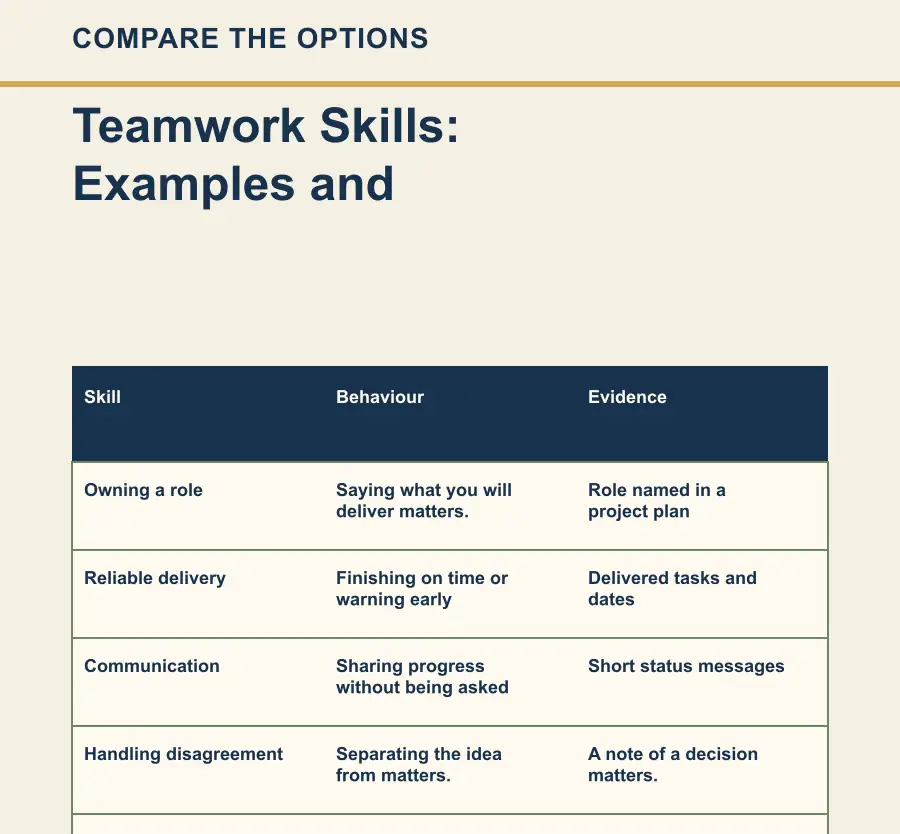 COMPARE THE OPTIONS
Teamwork Skills:
Examples and
Skill
Behaviour
Evidence
Owning a role
Saying what you will
deliver matters.
Role named in a
project plan
Reliable delivery
Finishing on time or
warning early
Delivered tasks and
dates
Communication
Sharing progress
without being asked
Short status messages
Handling disagreement
Separating the idea
from matters.
A note of a decision
matters.